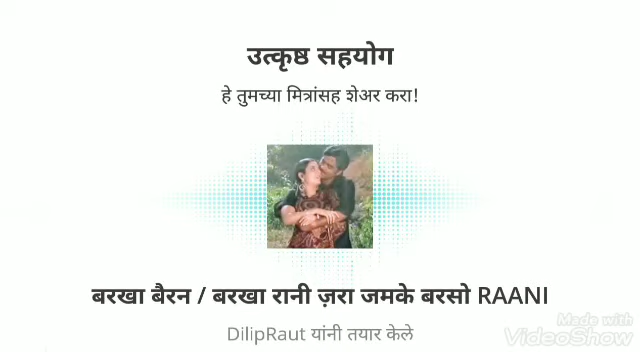 उत्कृष्ठ सहयोग
हे तुमच्या मित्रांसह शेअर करा!
बरखा बैरन / बरखा रानी ज़रा जमके बरसो RAANI
DilipRaut यांनी तयार केले
Made with
VideoShow